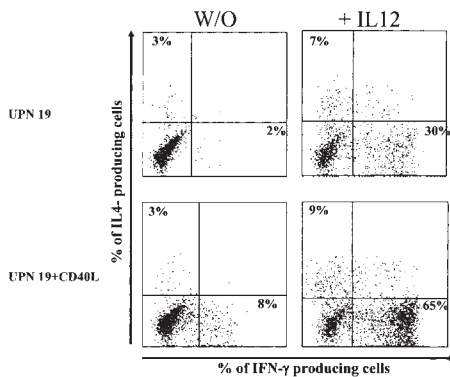 W/O
+ IL12
3%
7%
UPN 19
2%
30%
3%
9%
UPN 19+CD40L
8%
65%
% of IL4- producing cells
% of IFN-γ producing cells